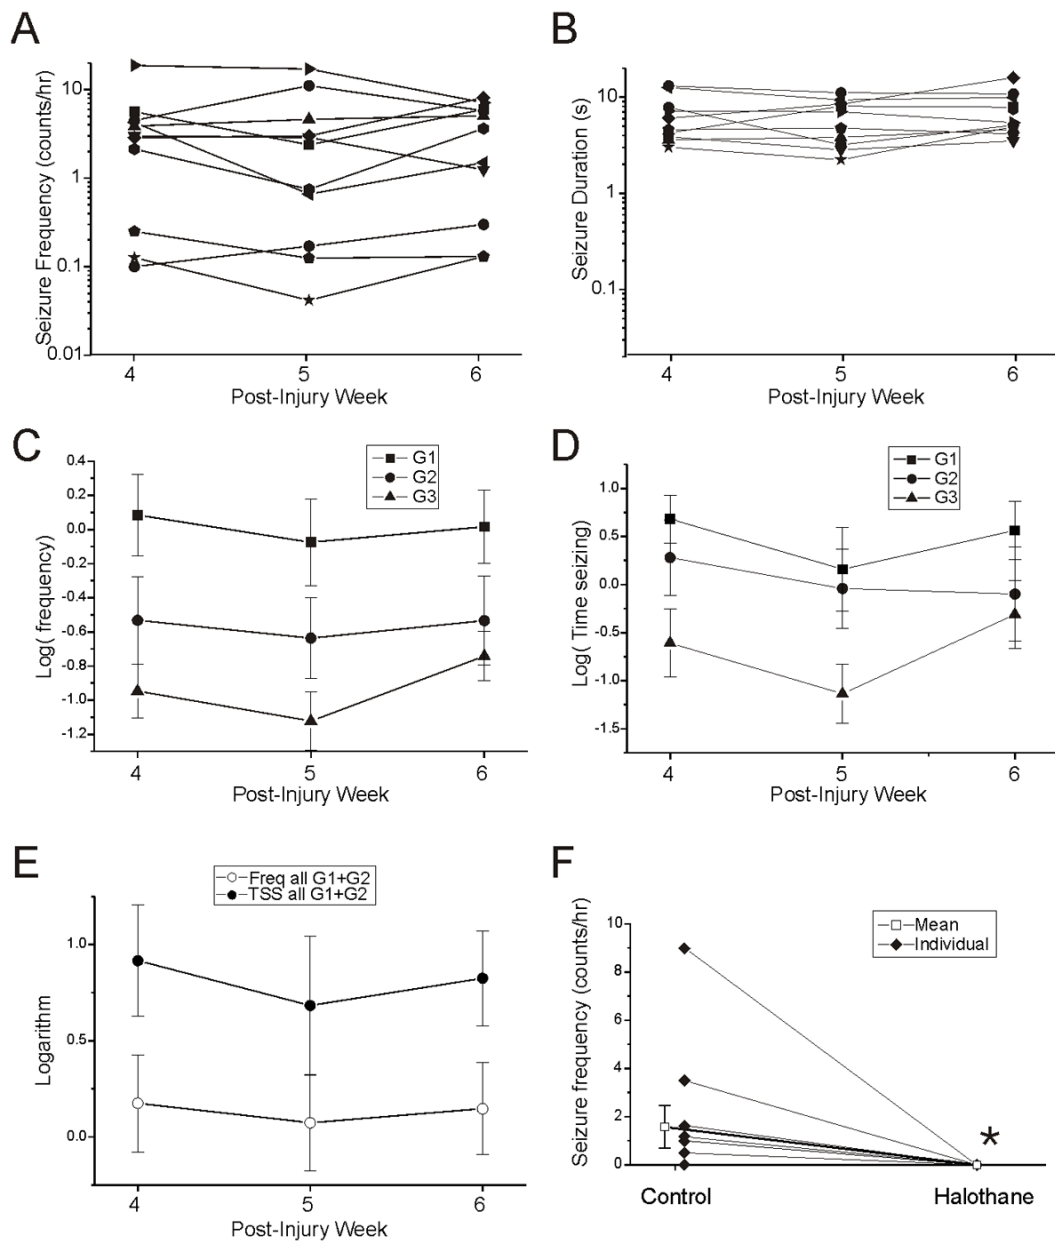 A
Seizure Frequency (counts/hr)
10
1
0.1
0.01
4
5
6
Post-Injury Week
B
Seizure Duration (s)
10
1
0.1
4
5
6
Post-Injury Week
C
G1
G2
G3
Log( frequency)
0.4
0.2
0.0
-0.2
-0.4
-0.6
-0.8
-1.0
-1.2
4
5
6
Post-Injury Week
D
G1
G2
G3
Log( Time seizing)
1.0
0.5
0.0
-0.5
-1.0
-1.5
4
5
6
Post-Injury Week
E
Freq all G1+G2
TSS all G1+G2
Logarithm
1.0
0.5
0.0
4
5
6
Post-Injury Week
F
Mean
Individual
Seizure frequency (counts/hr)
10
8
6
4
2
0
*
Control
Halothane